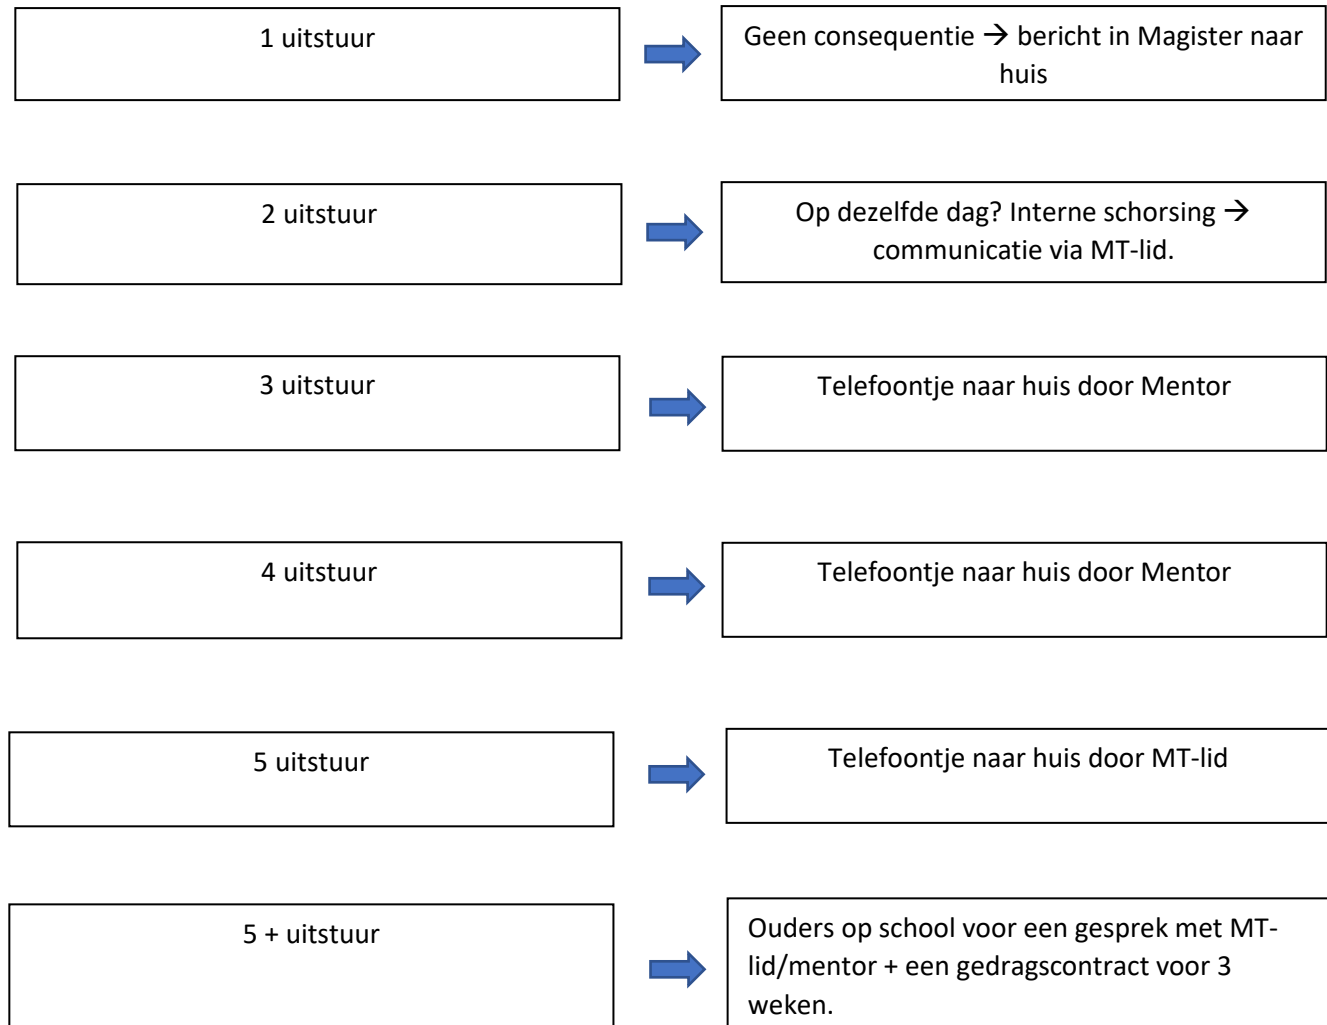 1 uitstuur
Geen consequentie → bericht in Magister naar
huis
2 uitstuur
Op dezelfde dag? Interne schorsing →
communicatie via MT-lid.
3 uitstuur
Telefoontje naar huis door Mentor
4 uitstuur
Telefoontje naar huis door Mentor
5 uitstuur
Telefoontje naar huis door MT-lid
5 + uitstuur
Ouders op school voor een gesprek met MT-
lid/mentor + een gedragscontract voor 3
weken.